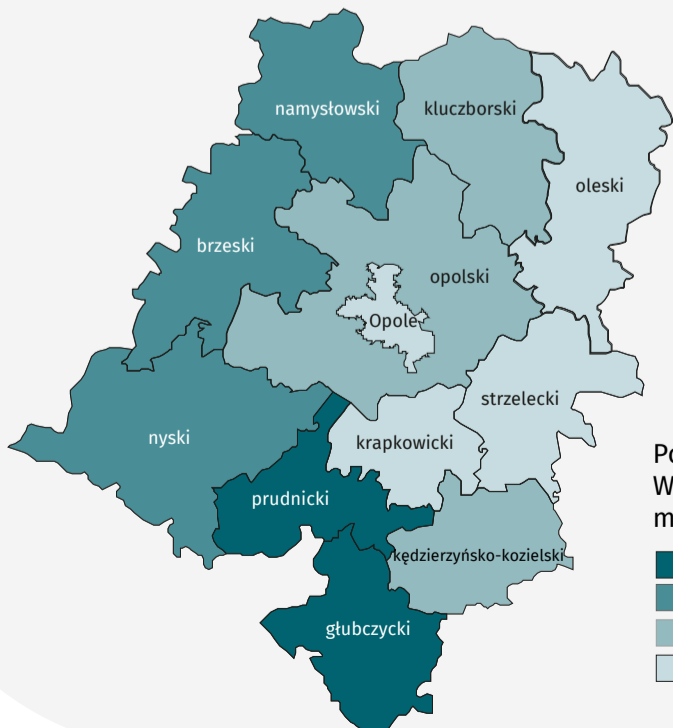 namysłowski
kluczborski
oleski
brzeski
opolski
Opole
strzelecki
nyski
krapkowicki
prudnicki
kędzierzyńsko-kozielski
głubczycki